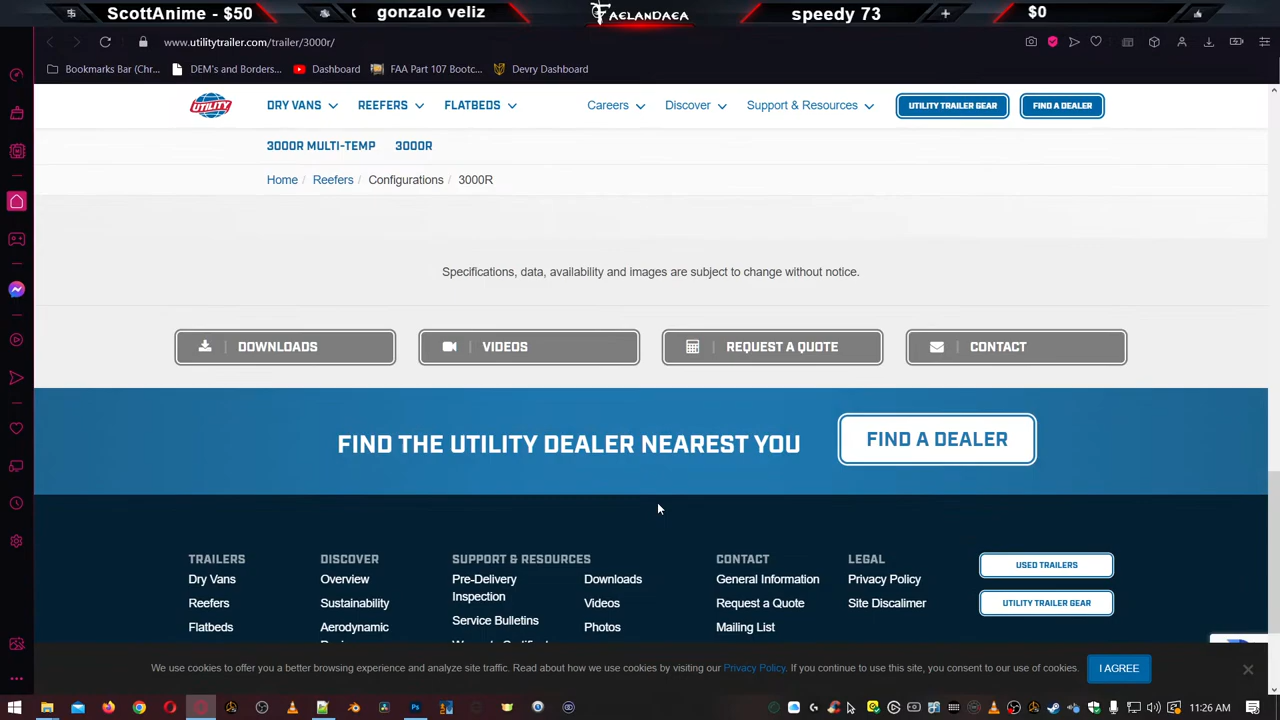 ScottAnime - $50
gonzalo veliz
FAELANDAEA
speedy 73
$0
www.utilitytrailer.com/trailer/3000r/
Bookmarks Bar (Chr...
DEM's and Borders...
Dashboard
FAA Part 107 Bootc...
Devry Dashboard
UTILITY
DRY VANS
REEFERS
FLATBEDS
Careers
Discover
Support & Resources
UTILITY TRAILER GEAR
FIND A DEALER
3000R MULTI-TEMP 3000R
Home / Reefers / Configurations / 3000R
Specifications, data, availability and images are subject to change without notice.
DOWNLOADS
VIDEOS
REQUEST A QUOTE
CONTACT
FIND THE UTILITY DEALER NEAREST YOU
FIND A DEALER
TRAILERS
Dry Vans
Reefers
Flatbeds
DISCOVER
Overview
Sustainability
Aerodynamic
SUPPORT & RESOURCES
Pre-Delivery
Inspection
Service Bulletins
Downloads
Videos
Photos
CONTACT
General Information
Request a Quote
Mailing List
LEGAL
Privacy Policy
Site Discalimer
USED TRAILERS
UTILITY TRAILER GEAR
We use cookies to offer you a better browsing experience and analyze site traffic. Read about how we use cookies by visiting our Privacy Policy. If you continue to use this site, you consent to our use of cookies.
I AGREE
11:26 AM